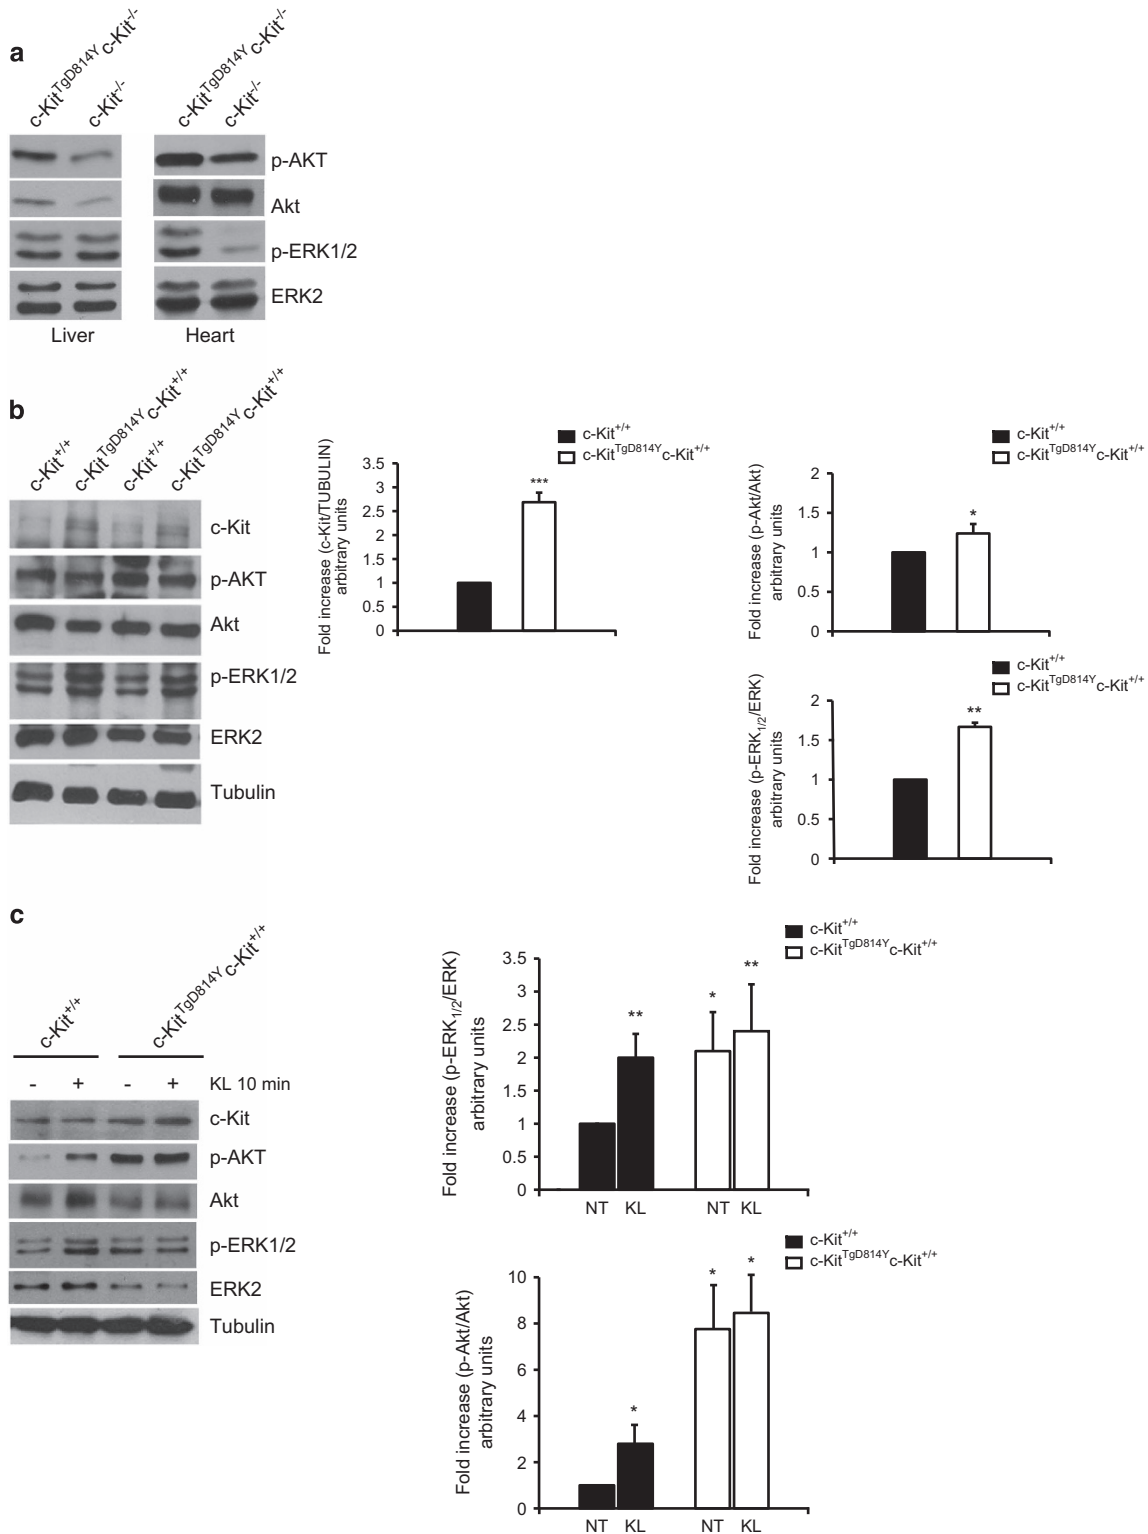 a
c-Kit^TgD814Y c-Kit^-/-
c-Kit^-/-
c-Kit^TgD814Y c-Kit^-/-
c-Kit^-/-
p-AKT
Akt
p-ERK1/2
ERK2
Liver
Heart
b
c-Kit^+/+
c-Kit^TgD814Y c-Kit^+/+
c-Kit^+/+
c-Kit^TgD814Y c-Kit^+/+
c-Kit
p-AKT
Akt
p-ERK1/2
ERK2
Tubulin
c-Kit^+/+
c-Kit^TgD814Y c-Kit^+/+
Fold increase (c-Kit/TUBULIN)
arbitrary units
3.5
3
2.5
2
1.5
1
0.5
0
***
c-Kit^+/+
c-Kit^TgD814Y c-Kit^+/+
Fold increase (p-Akt/Akt)
arbitrary units
2
1.5
1
0.5
0
*
c-Kit^+/+
c-Kit^TgD814Y c-Kit^+/+
Fold increase (p-ERK1/2/ERK)
arbitrary units
2
1.5
1
0.5
0
**
c
c-Kit^+/+
c-Kit^TgD814Y c-Kit^+/+
- + - + KL 10 min
c-Kit
p-AKT
Akt
p-ERK1/2
ERK2
Tubulin
c-Kit^+/+
c-Kit^TgD814Y c-Kit^+/+
Fold increase (p-ERK1/2/ERK)
arbitrary units
3.5
3
2.5
2
1.5
1
0.5
0
** * **
NT KL NT KL
c-Kit^+/+
c-Kit^TgD814Y c-Kit^+/+
Fold increase (p-Akt/Akt)
arbitrary units
10
8
6
4
2
0
* * *
NT KL NT KL